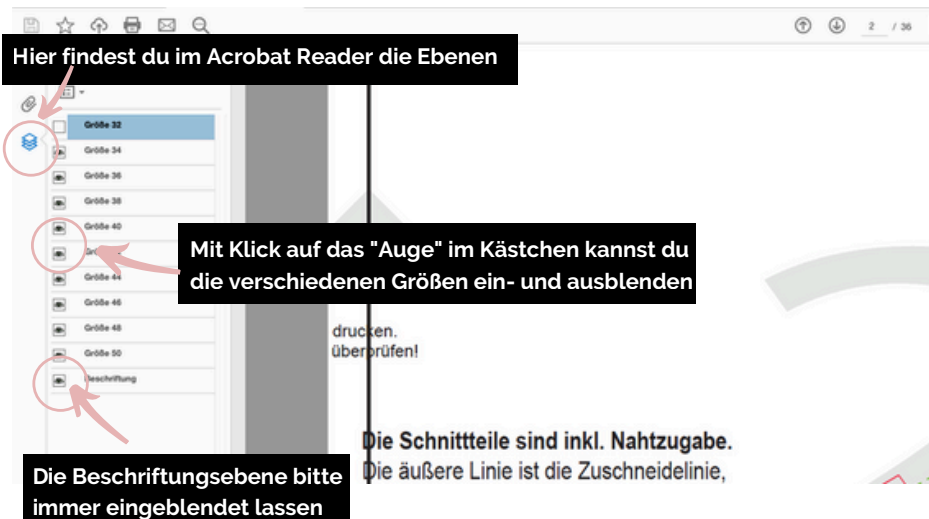 2 / 36
Hier findest du im Acrobat Reader die Ebenen
Größe 32
Größe 34
Größe 36
Größe 38
Größe 40
Mit Klick auf das "Auge" im Kästchen kannst du
die verschiedenen Größen ein- und ausblenden
Größe 44
Größe 46
Größe 48
Größe 50
Beschriftung
drucken.
überprüfen!
Die Schnittteile sind inkl. Nahtzugabe.
Die äußere Linie ist die Zuschneidelinie,
Die Beschriftungsebene bitte
immer eingeblendet lassen